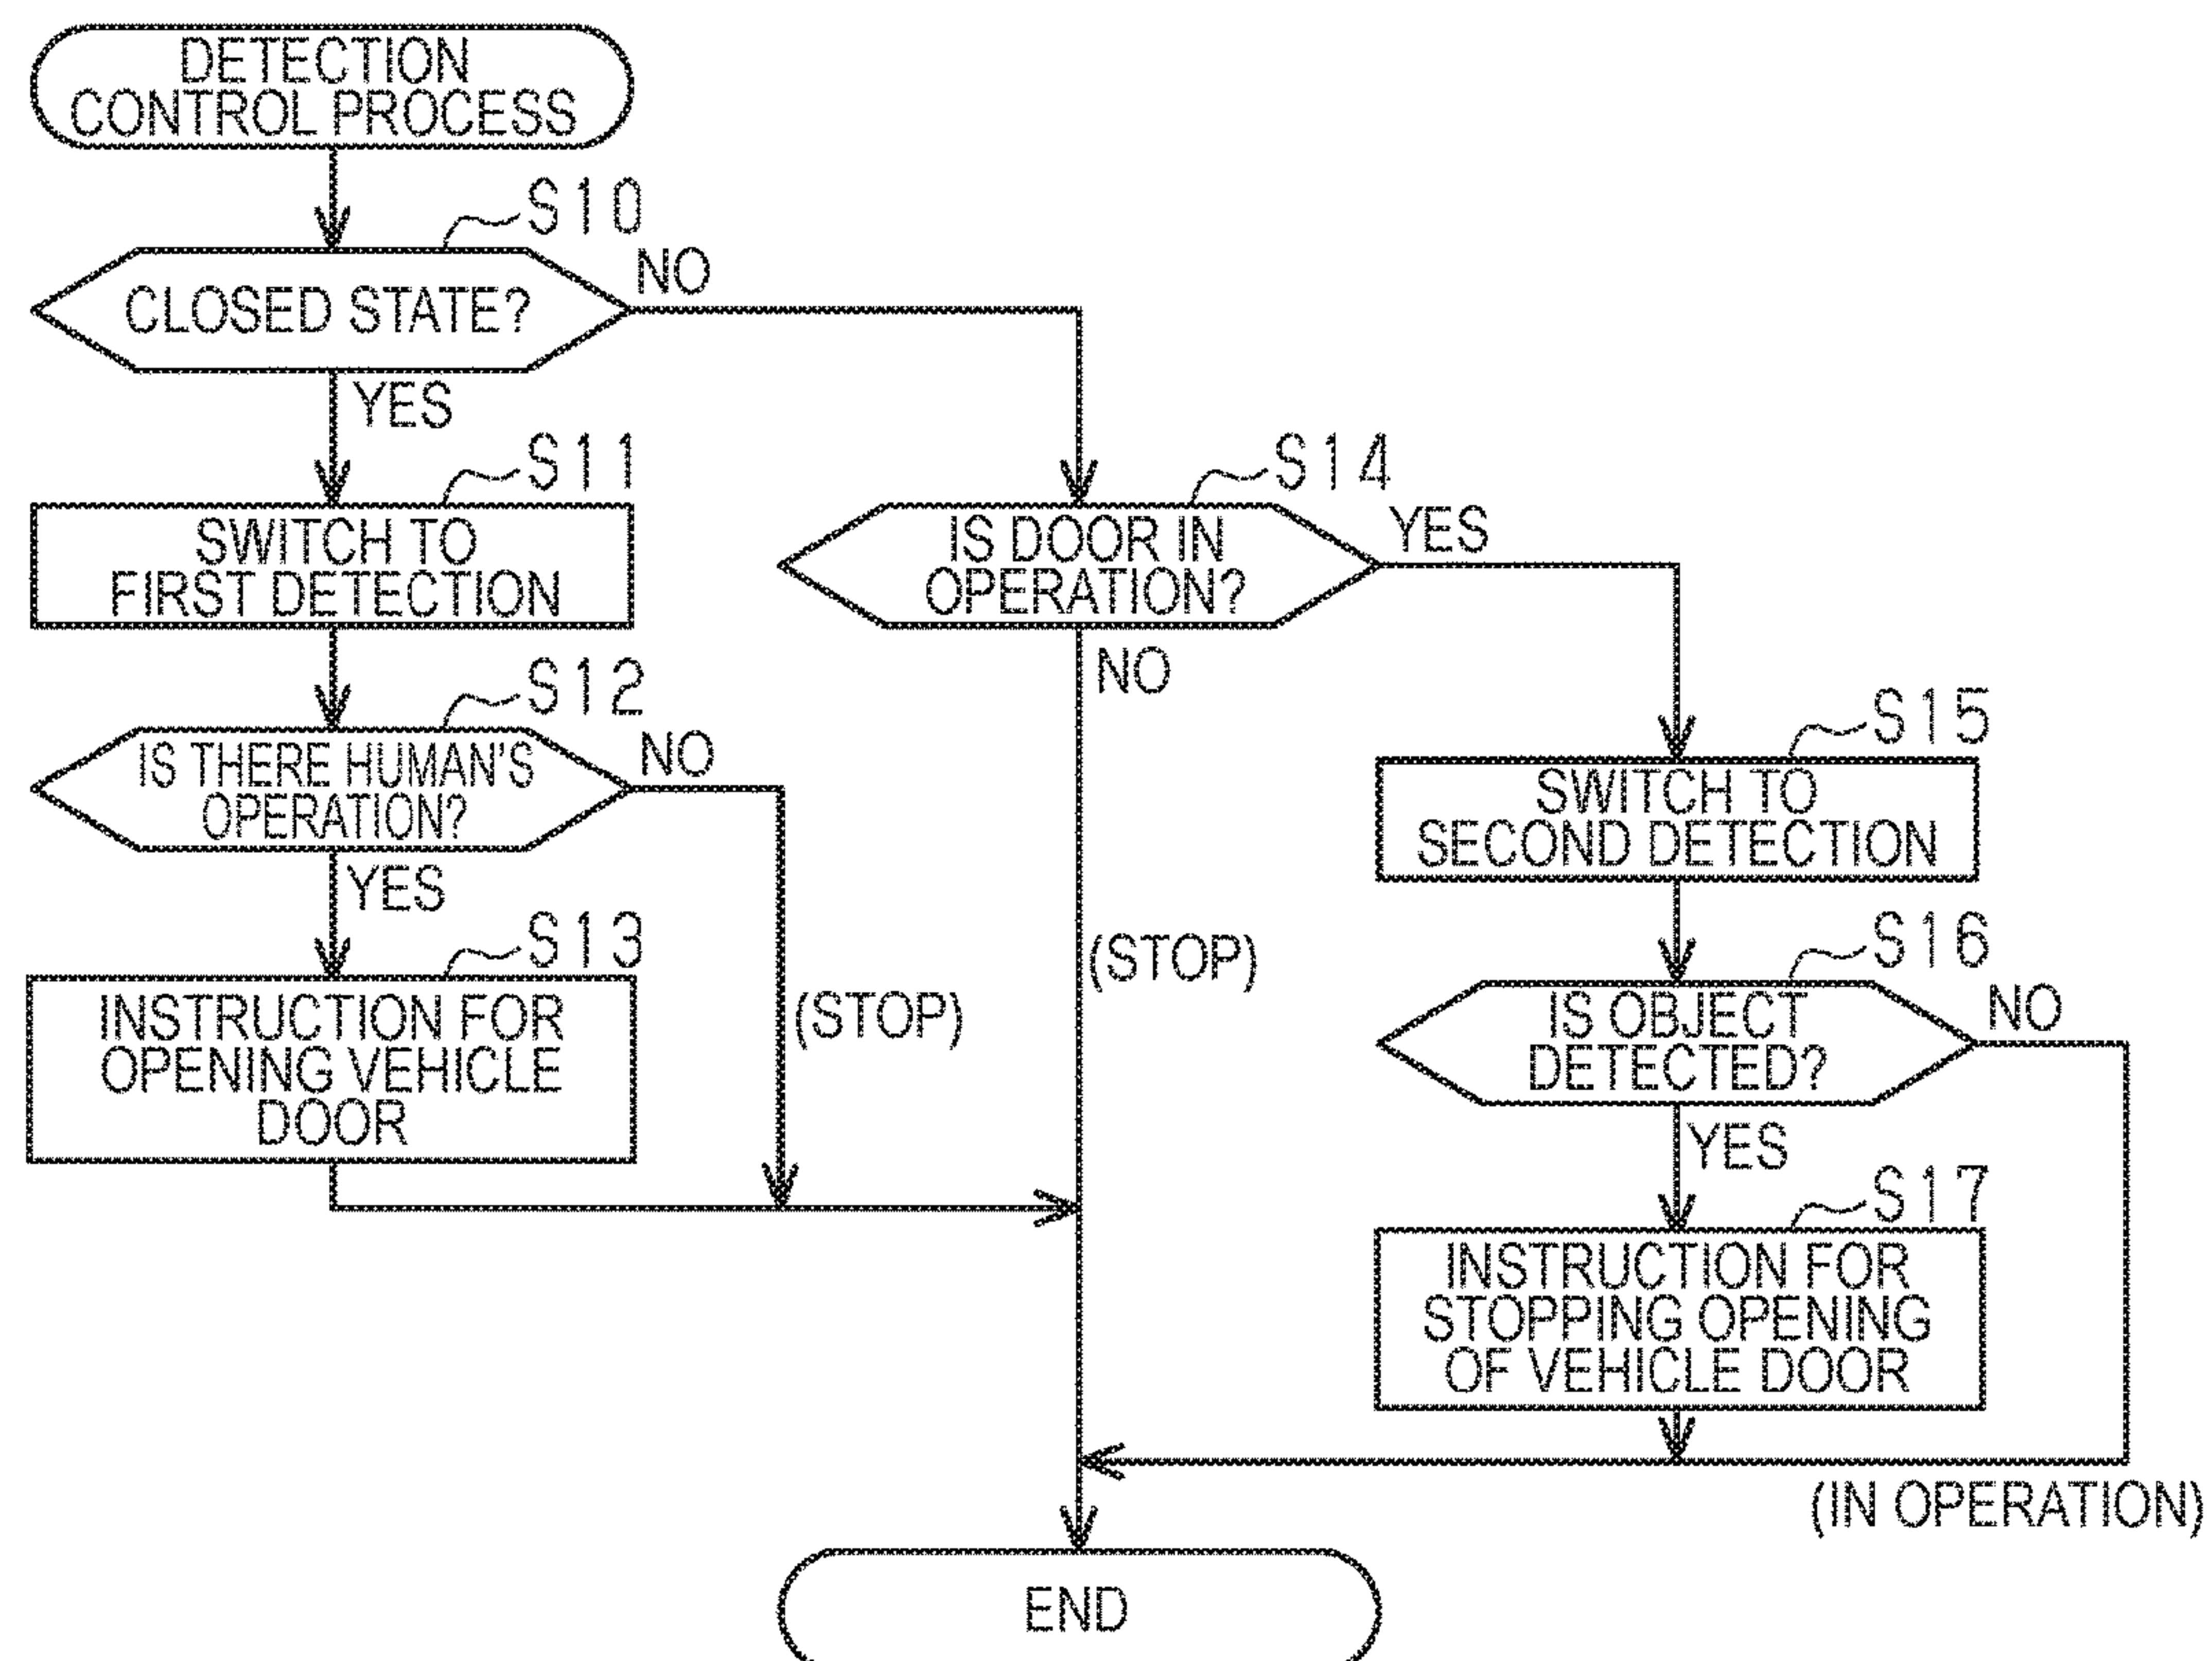 DETECTION
CONTROL PROCESS
S10
CLOSED STATE?
NO
YES
S11
SWITCH TO
FIRST DETECTION
S12
IS THERE HUMAN'S
OPERATION?
NO
YES
S13
INSTRUCTION FOR
OPENING VEHICLE
DOOR
(STOP)
S14
IS DOOR IN
OPERATION?
YES
NO
(STOP)
S15
SWITCH TO
SECOND DETECTION
S16
IS OBJECT
DETECTED?
NO
YES
S17
INSTRUCTION FOR
STOPPING OPENING
OF VEHICLE DOOR
(IN OPERATION)
END